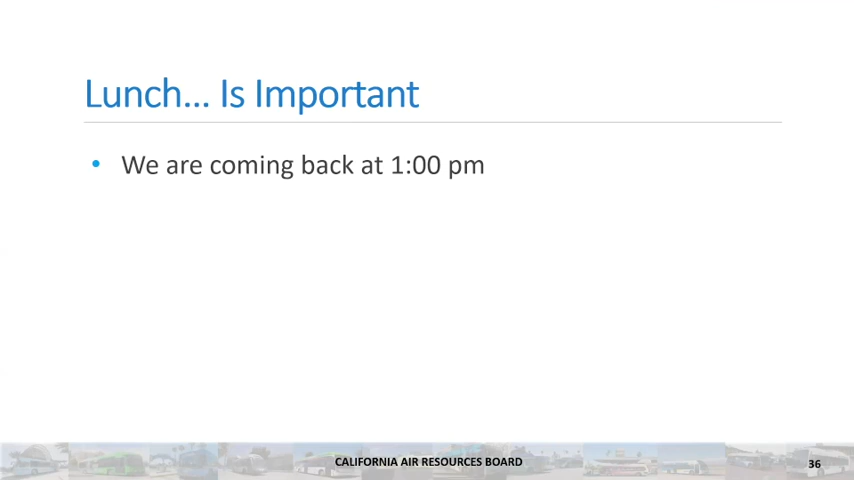 Lunch... Is Important
• We are coming back at 1:00 pm
CALIFORNIA AIR RESOURCES BOARD
36